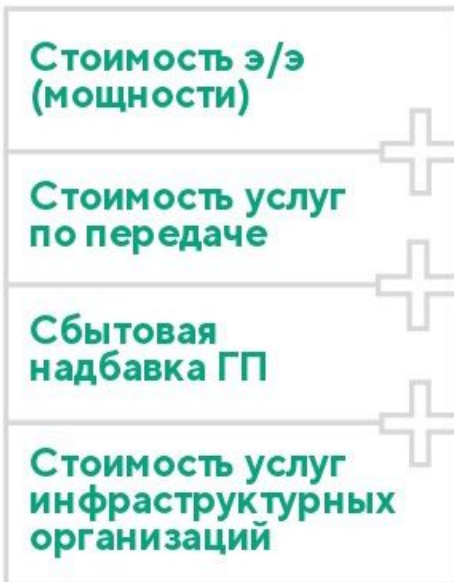 Стоимость э/э
(мощности)
Стоимость услуг
по передаче
Сбытовая
надбавка ГП
Стоимость услуг
инфраструктурных
организаций